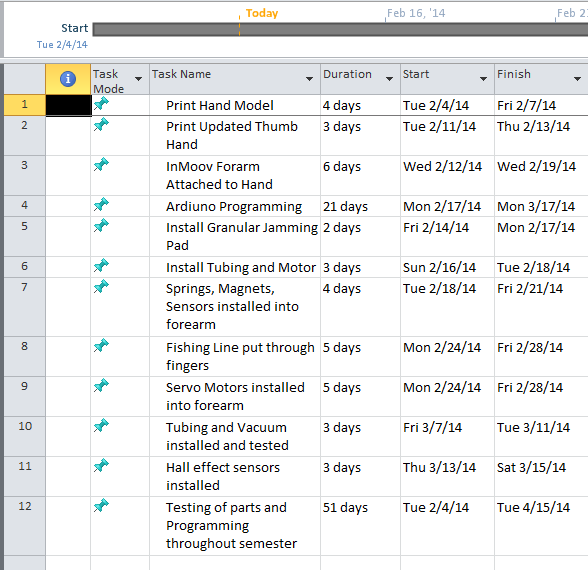 Today
Feb 16, '14
Feb 2
Start
Tue 2/4/14
Task Mode
Task Name
Duration
Start
Finish
1 Print Hand Model 4 days Tue 2/4/14 Fri 2/7/14
2 Print Updated Thumb 3 days Tue 2/11/14 Thu 2/13/14
Hand
3 InMoov Forarm 6 days Wed 2/12/14 Wed 2/19/14
Attached to Hand
4 Ardiuno Programming 21 days Mon 2/17/14 Mon 3/17/14
5 Install Granular Jamming 2 days Fri 2/14/14 Mon 2/17/14
Pad
6 Install Tubing and Motor 3 days Sun 2/16/14 Tue 2/18/14
7 Springs, Magnets, 4 days Tue 2/18/14 Fri 2/21/14
Sensors installed into
forearm
8 Fishing Line put through 5 days Mon 2/24/14 Fri 2/28/14
fingers
9 Servo Motors installed 5 days Mon 2/24/14 Fri 2/28/14
into forearm
10 Tubing and Vacuum 3 days Fri 3/7/14 Tue 3/11/14
installed and tested
11 Hall effect sensors 3 days Thu 3/13/14 Sat 3/15/14
installed
12 Testing of parts and 51 days Tue 2/4/14 Tue 4/15/14
Programming
throughout semester